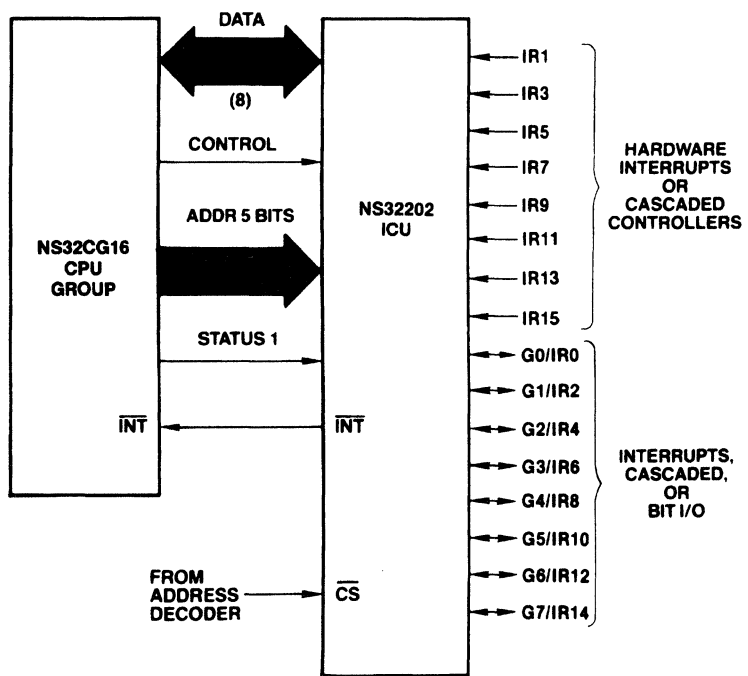 DATA
(8)
CONTROL
ADDR 5 BITS
STATUS 1
NS32CG16
CPU
GROUP
INT
NS32202
ICU
INT
CS
FROM
ADDRESS
DECODER
IR1
IR3
IR5
IR7
IR9
IR11
IR13
IR15
HARDWARE
INTERRUPTS
OR
CASCADED
CONTROLLERS
G0/IR0
G1/IR2
G2/IR4
G3/IR6
G4/IR8
G5/IR10
G6/IR12
G7/IR14
INTERRUPTS,
CASCADED,
OR
BIT I/O